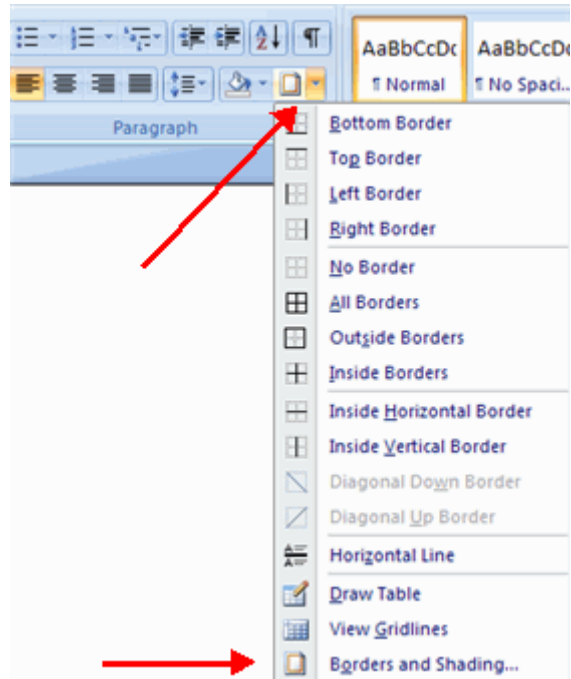 AaBbCcDc AaBbCcDc
¶ Normal ¶ No Spaci...
Paragraph
Bottom Border
Top Border
Left Border
Right Border
No Border
All Borders
Outside Borders
Inside Borders
Inside Horizontal Border
Inside Vertical Border
Diagonal Down Border
Diagonal Up Border
Horizontal Line
Draw Table
View Gridlines
Borders and Shading...